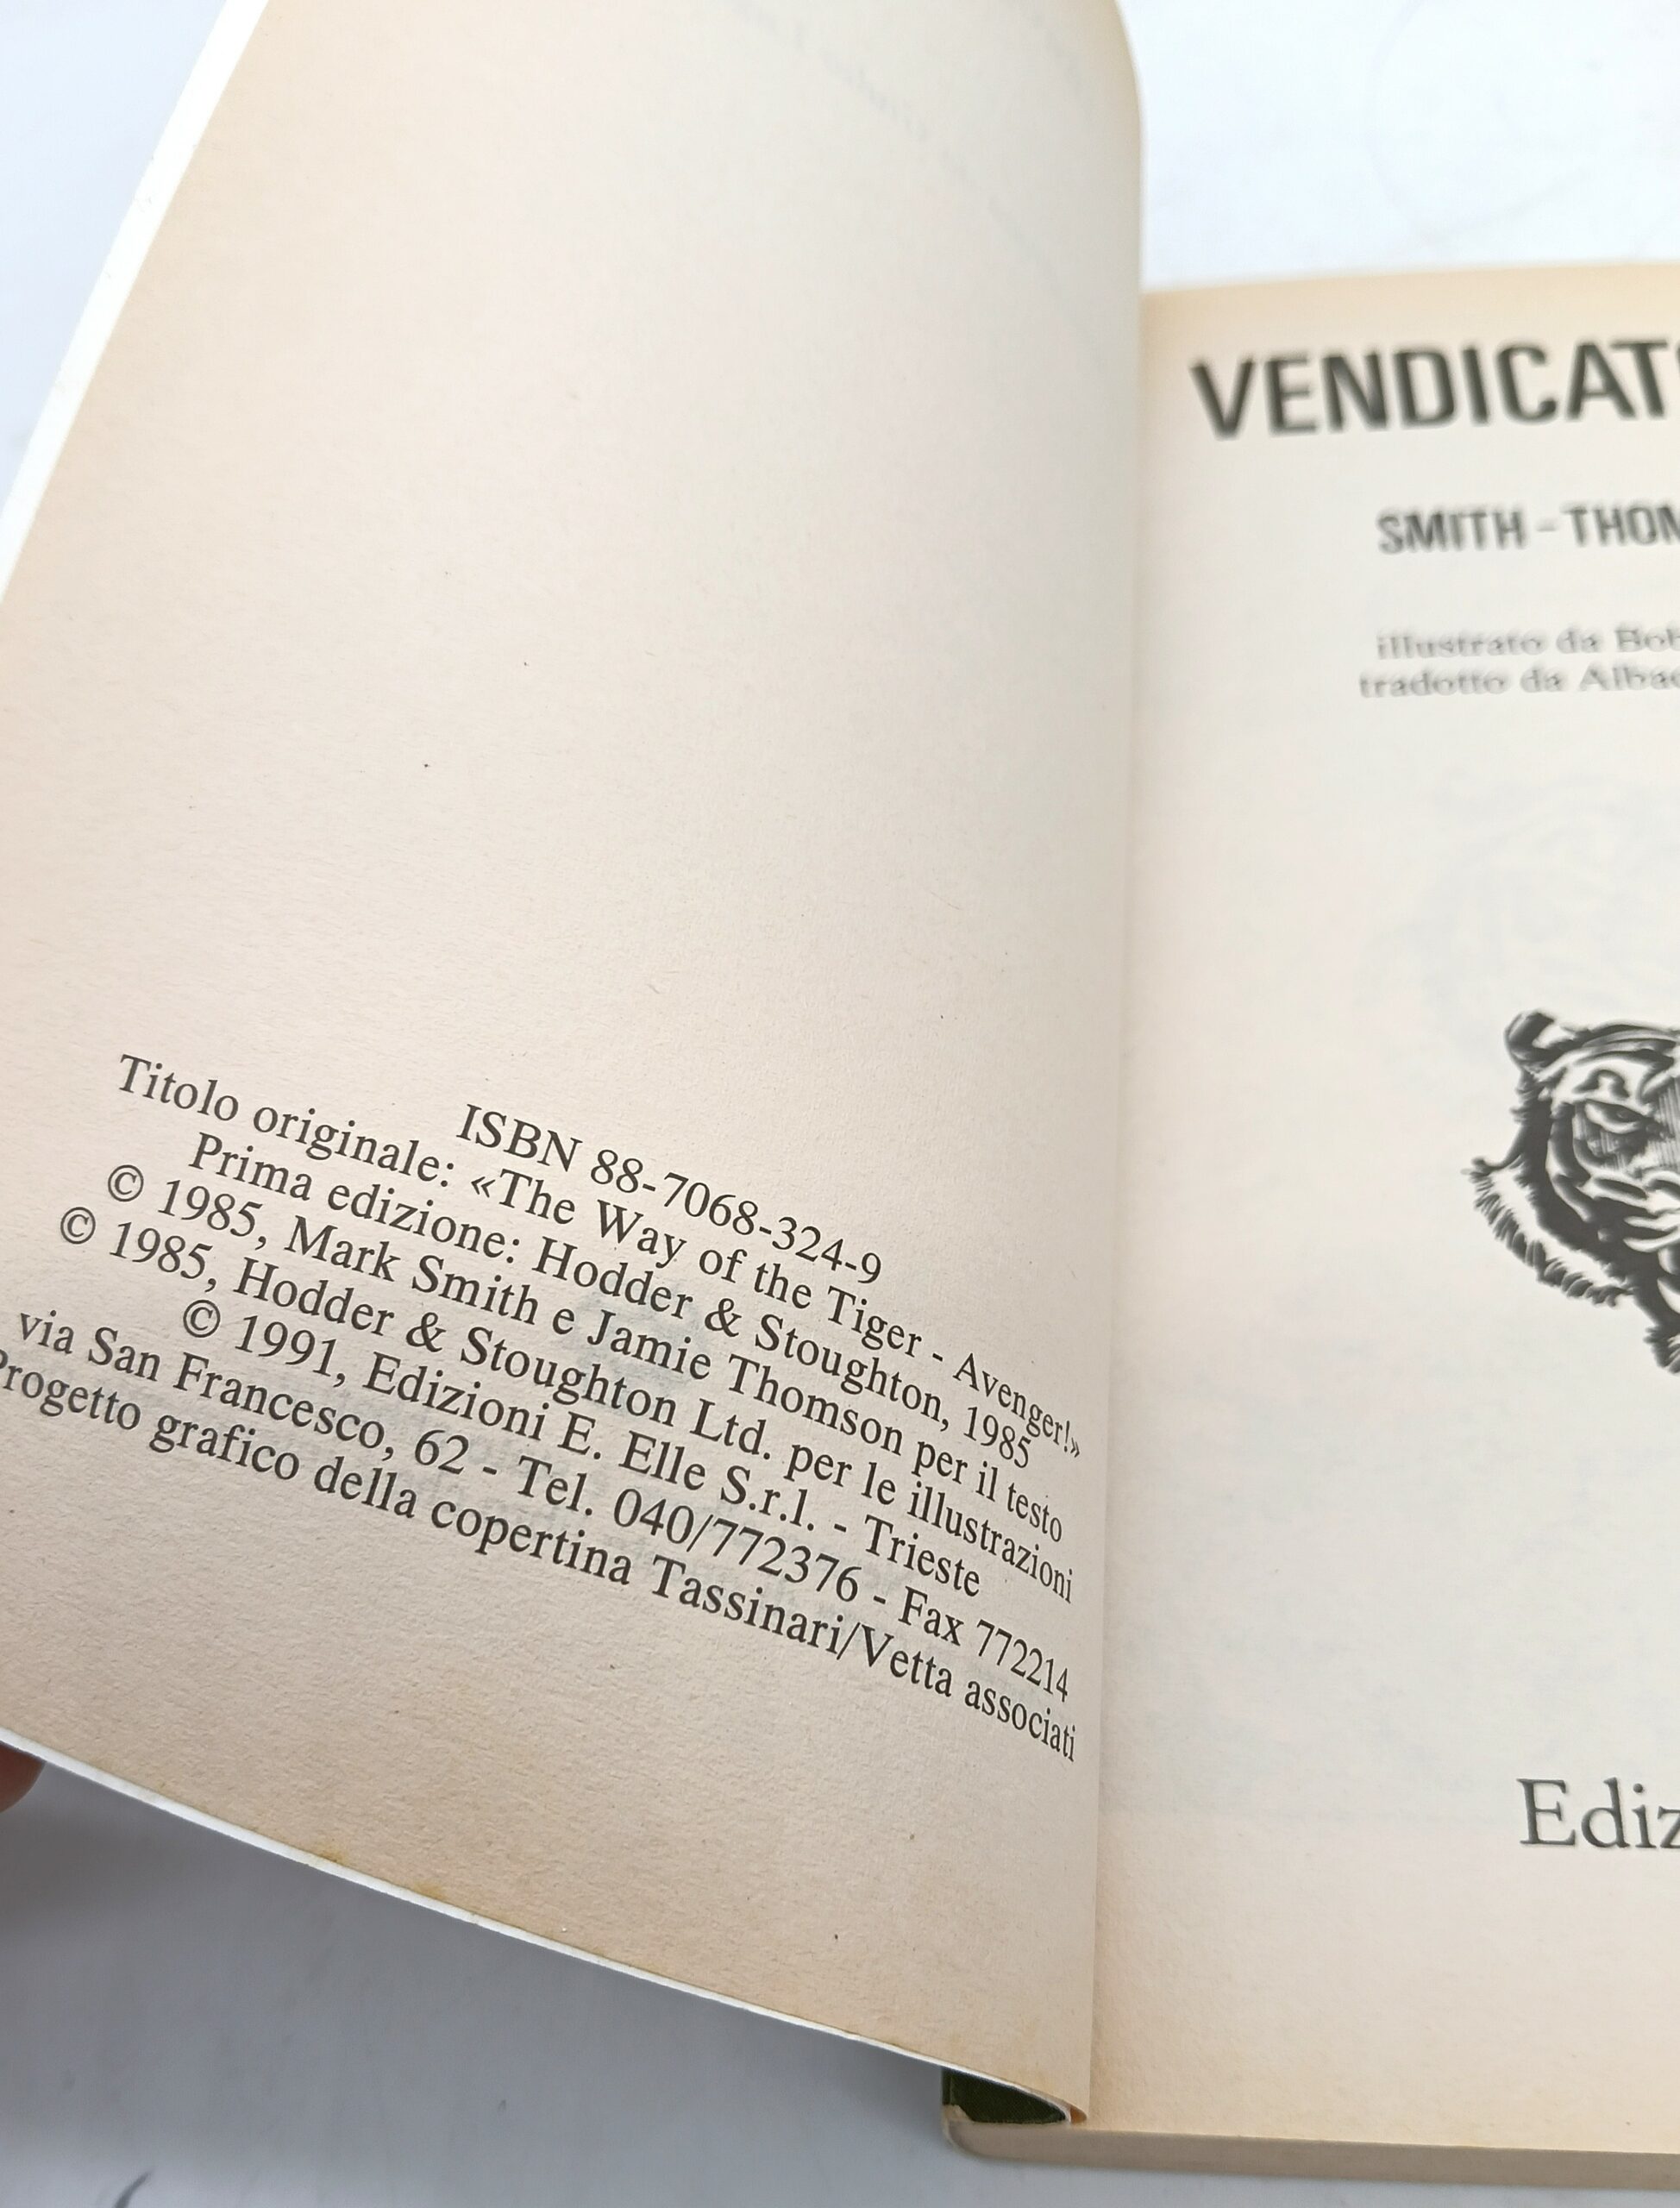 ISBN 88-7068-324-9
Titolo originale: «The Way of the Tiger - Avenger!»
Prima edizione: Hodder & Stoughton, 1985
© 1985, Mark Smith e Jamie Thomson per il testo
© 1985, Hodder & Stoughton Ltd. per le illustrazioni
© 1991, Edizioni E. Elle S.r.l. - Trieste
via San Francesco, 62 - Tel. 040/772376 - Fax 772214
Progetto grafico della copertina Tassinari/Vetta associati
VENDICAT
SMITH - THOM
illustrato da Bob
tradotto da Alba
Ediz